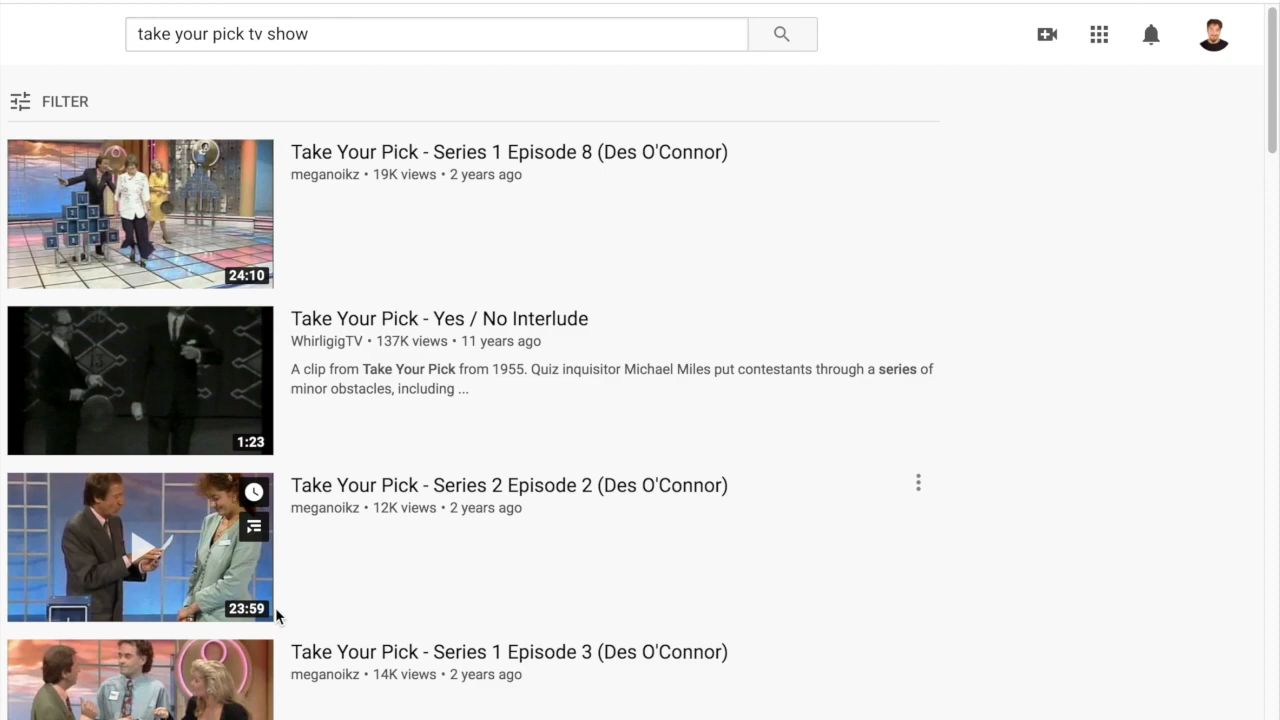 take your pick tv show
FILTER
Take Your Pick - Series 1 Episode 8 (Des O'Connor)
meganoikz • 19K views • 2 years ago
24:10
Take Your Pick - Yes / No Interlude
WhirligigTV • 137K views • 11 years ago
A clip from Take Your Pick from 1955. Quiz inquisitor Michael Miles put contestants through a series of
minor obstacles, including ...
1:23
Take Your Pick - Series 2 Episode 2 (Des O'Connor)
meganoikz • 12K views • 2 years ago
23:59
Take Your Pick - Series 1 Episode 3 (Des O'Connor)
meganoikz • 14K views • 2 years ago